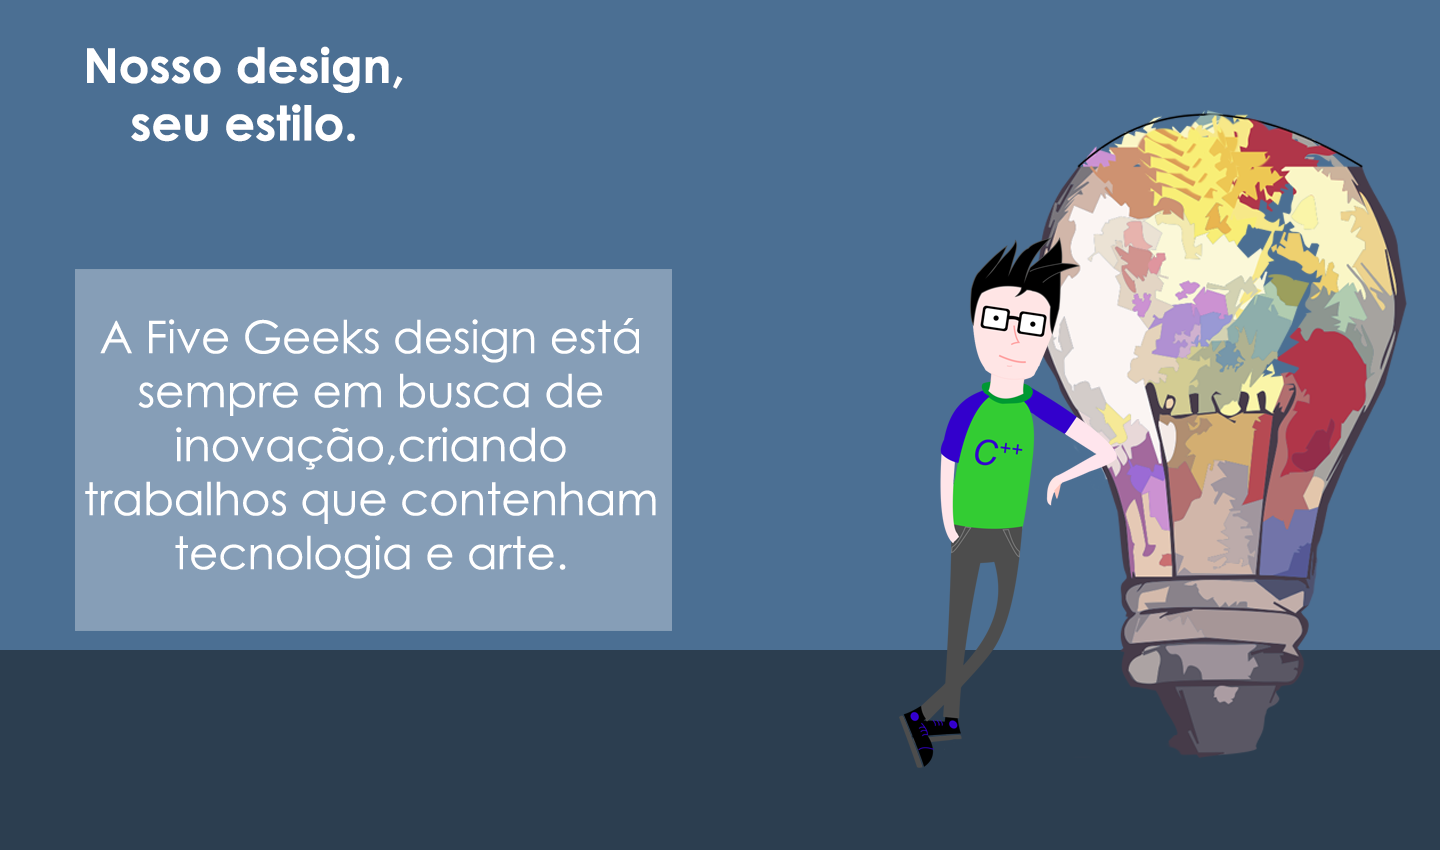 Nosso design,
seu estilo.
A Five Geeks design está
sempre em busca de
inovação,criando
trabalhos que contenham
tecnologia e arte.
C++